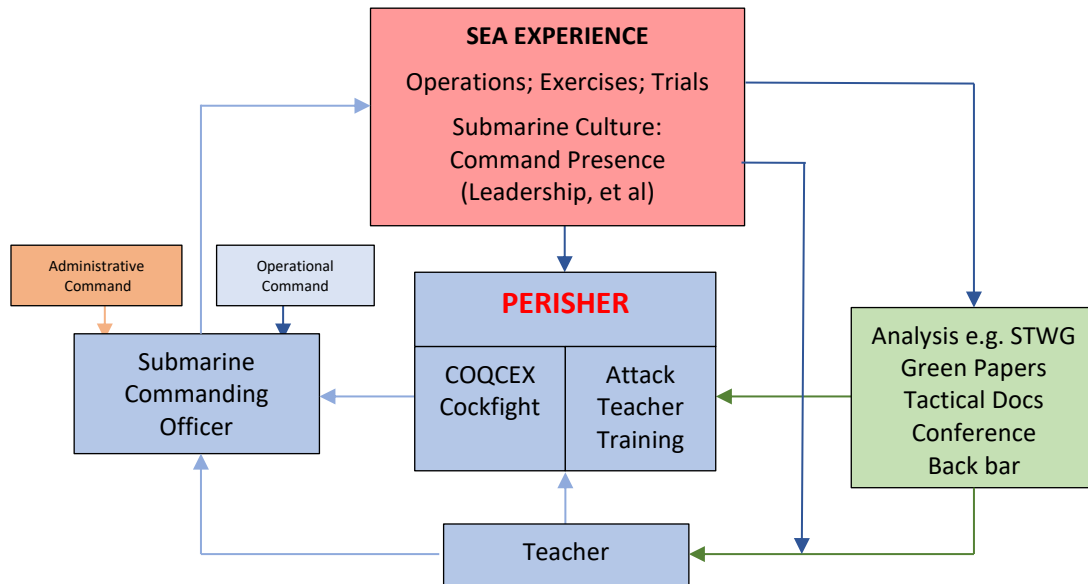 SEA EXPERIENCE
Operations; Exercises; Trials
Submarine Culture:
Command Presence
(Leadership, et al)
Administrative
Command
Operational
Command
PERISHER
Submarine
Commanding
Officer
COQCEX
Cockfight
Attack
Teacher
Training
Analysis e.g. STWG
Green Papers
Tactical Docs
Conference
Back bar
Teacher